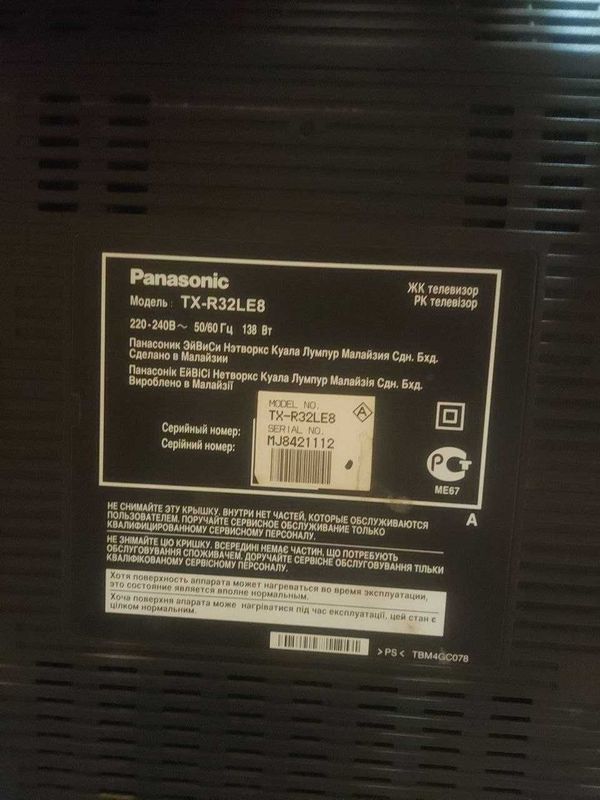 Panasonic
ЖК телевизор
РК телевізор
Модель : TX-R32LE8
220-240В~ 50/60 Гц 138 Вт
Панасоник ЭйВиСи Нэтворкс Куала Лумпур Малайзия Сдн. Бхд.
Сделано в Малайзии
Панасонік ЕйВіСі Нетворкс Куала Лумпур Малайзія Сдн. Бхд.
Вироблено в Малайзії
MODEL NO.
TX-R32LE8
SERIAL NO.
MJ8421112
A
Серийный номер:
Серійний номер:
РСТ
ME67
A
НЕ СНИМАЙТЕ ЭТУ КРЫШКУ. ВНУТРИ НЕТ ЧАСТЕЙ, КОТОРЫЕ ОБСЛУЖИВАЮТСЯ
ПОЛЬЗОВАТЕЛЕМ. ПОРУЧАЙТЕ СЕРВИСНОЕ ОБСЛУЖИВАНИЕ ТОЛЬКО
КВАЛИФИЦИРОВАННОМУ СЕРВИСНОМУ ПЕРСОНАЛУ.
НЕ ЗНІМАЙТЕ ЦЮ КРИШКУ. ВСЕРЕДИНІ НЕМАЄ ЧАСТИН, ЩО ПОТРЕБУЮТЬ
ОБСЛУГОВУВАННЯ СПОЖИВАЧЕМ. ДОРУЧАЙТЕ СЕРВІСНЕ ОБСЛУГОВУВАННЯ ТІЛЬКИ
КВАЛІФІКОВАНОМУ СЕРВІСНОМУ ПЕРСОНАЛУ.
Хотя поверхность аппарата может нагреваться во время эксплуатации,
это состояние является вполне нормальным.
Хоча поверхня апарата може нагріватися під час експлуатації, цей стан є
цілком нормальним.
>PS< TBM4GC078